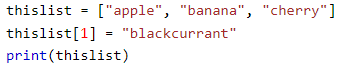 thislist = ["apple", "banana", "cherry"]
thislist[1] = "blackcurrant"
print(thislist)